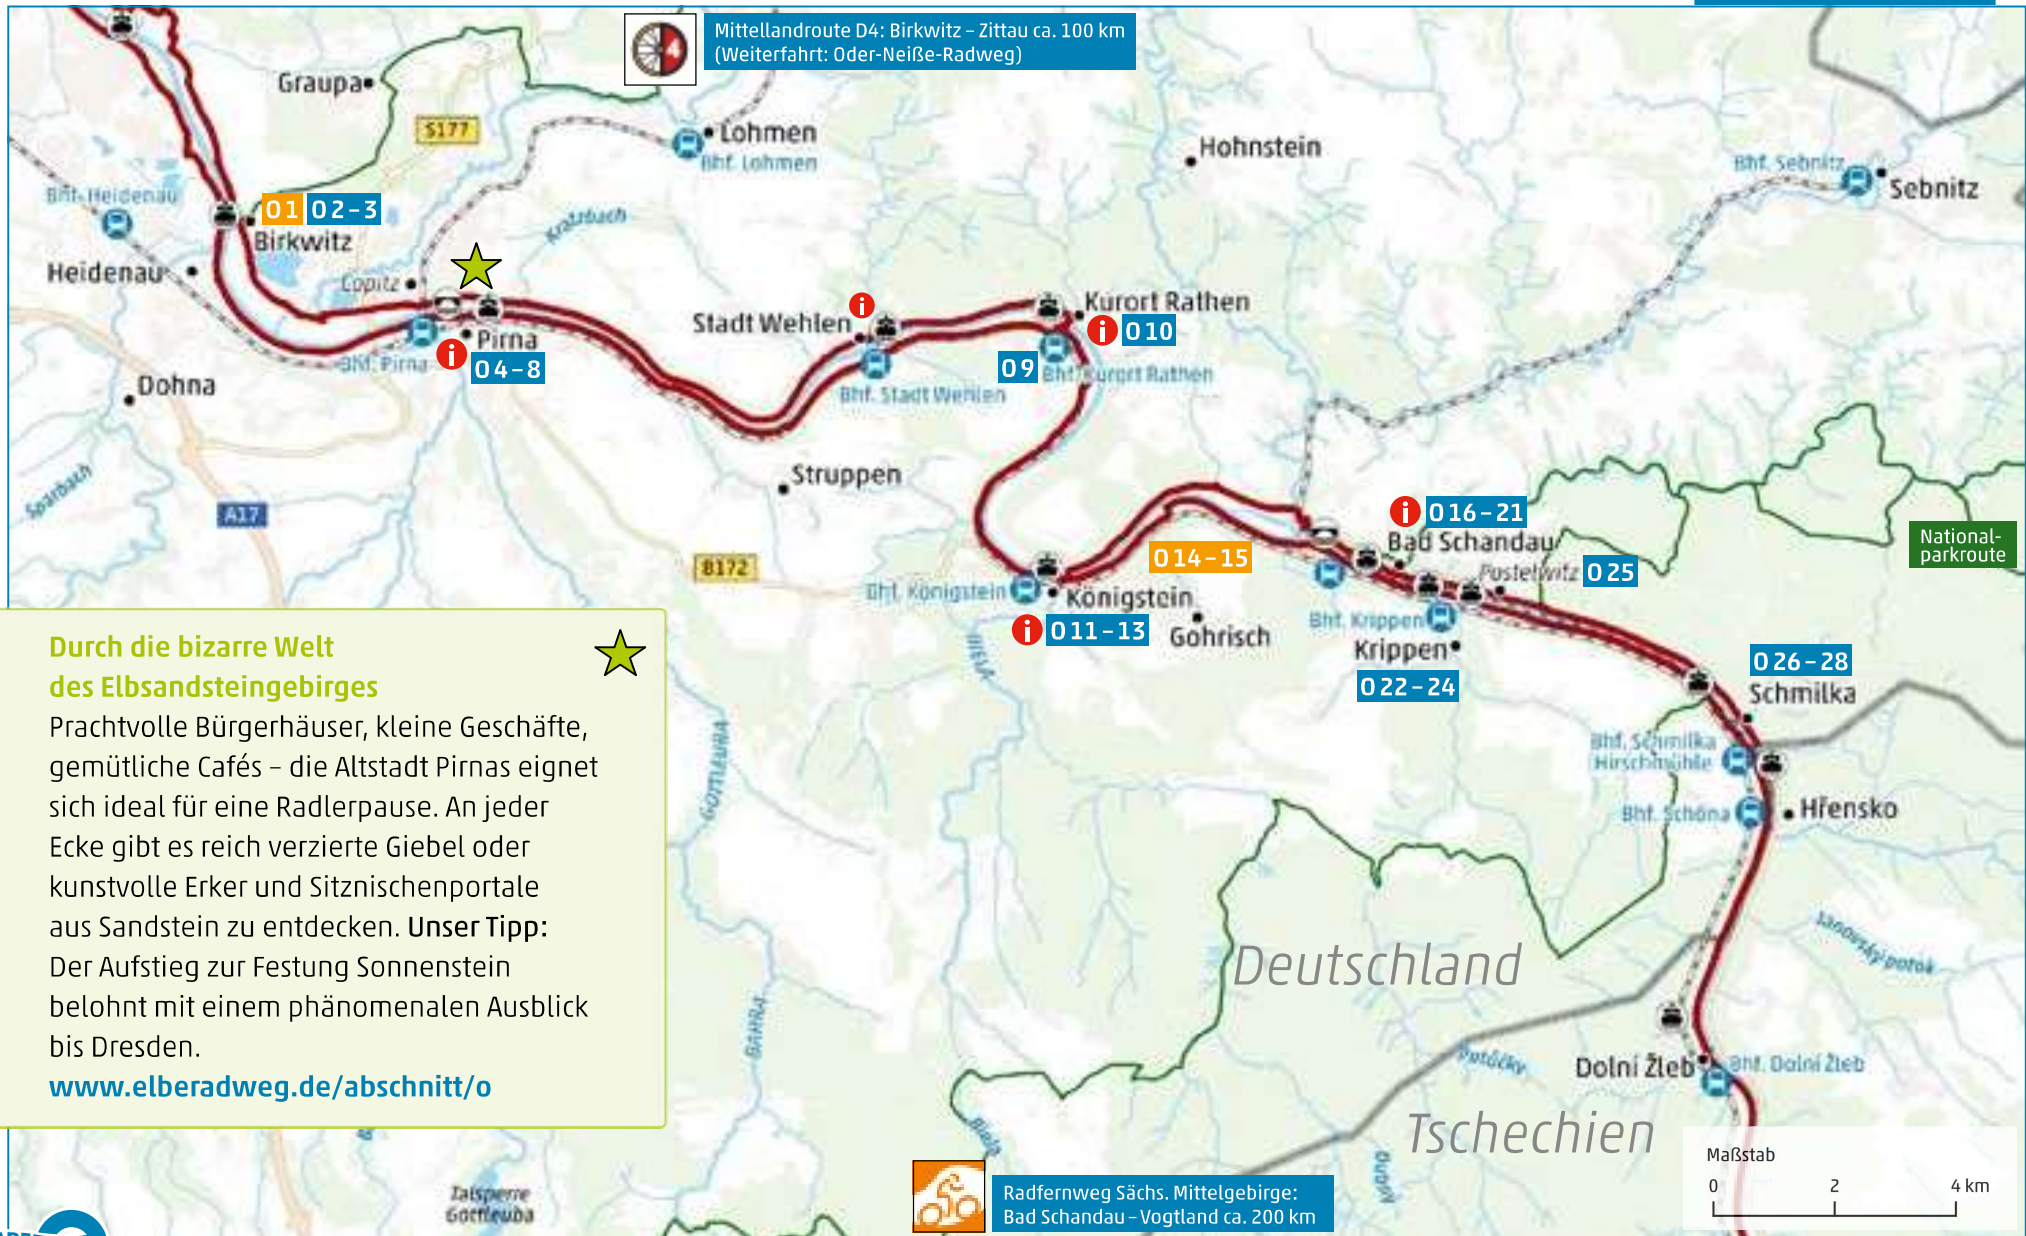 Mittellandroute D4: Birkwitz – Zittau ca. 100 km
(Weiterfahrt: Oder-Neiße-Radweg)
4
Graupa
S177
Lohmen
Bhf. Lohmen
Hohnstein
Bhf. Sebnitz
Sebnitz
Bhf. Heidenau
O 1
O 2 – 3
Birkwitz
Heidenau
Copitz
Pirna
Bhf. Pirna
i
O 4 – 8
Dohna
Stadt Wehlen
i
Bhf. Stadt Wehlen
Kurort Rathen
i
O 10
O 9
Bhf. Kurort Rathen
Struppen
A17
B172
Bhf. Königstein
Königstein
i
O 11 – 13
Gohrisch
O 14 – 15
i
O 16 – 21
Bad Schandau
Postelwitz
O 25
National-
parkroute
Bhf. Krippen
Krippen
O 22 – 24
O 26 – 28
Schmilka
Bhf. Schmilka
Hirschmühle
Bhf. Schöna
Hřensko
BIELA
GOTTLEUBA
BAHRA
Biela
Deutschland
Tschechien
Dolní Žleb
Bhf. Dolní Žleb
Talsperre
Gottleuba
Durch die bizarre Welt
des Elbsandsteingebirges
Prachtvolle Bürgerhäuser, kleine Geschäfte,
gemütliche Cafés – die Altstadt Pirnas eignet
sich ideal für eine Radlerpause. An jeder
Ecke gibt es reich verzierte Giebel oder
kunstvolle Erker und Sitznischenportale
aus Sandstein zu entdecken. Unser Tipp:
Der Aufstieg zur Festung Sonnenstein
belohnt mit einem phänomenalen Ausblick
bis Dresden.
www.elberadweg.de/abschnitt/o
Radfernweg Sächs. Mittelgebirge:
Bad Schandau – Vogtland ca. 200 km
Maßstab
0 2 4 km